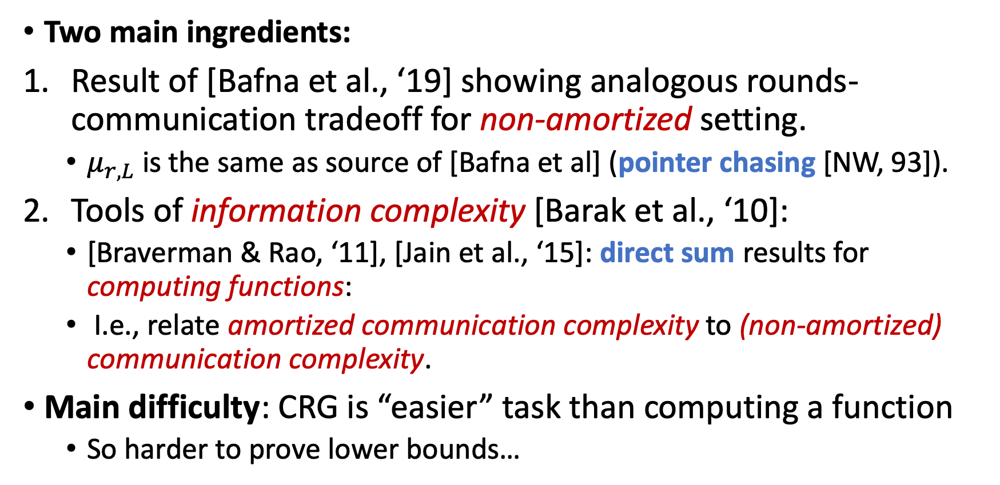 • Two main ingredients:
1. Result of [Bafna et al., ‘19] showing analogous rounds-
communication tradeoff for non-amortized setting.
• μr,L is the same as source of [Bafna et al] (pointer chasing [NW, 93]).
2. Tools of information complexity [Barak et al., ‘10]:
• [Braverman & Rao, ‘11], [Jain et al., ‘15]: direct sum results for
computing functions:
• I.e., relate amortized communication complexity to (non-amortized)
communication complexity.
• Main difficulty: CRG is “easier” task than computing a function
• So harder to prove lower bounds…